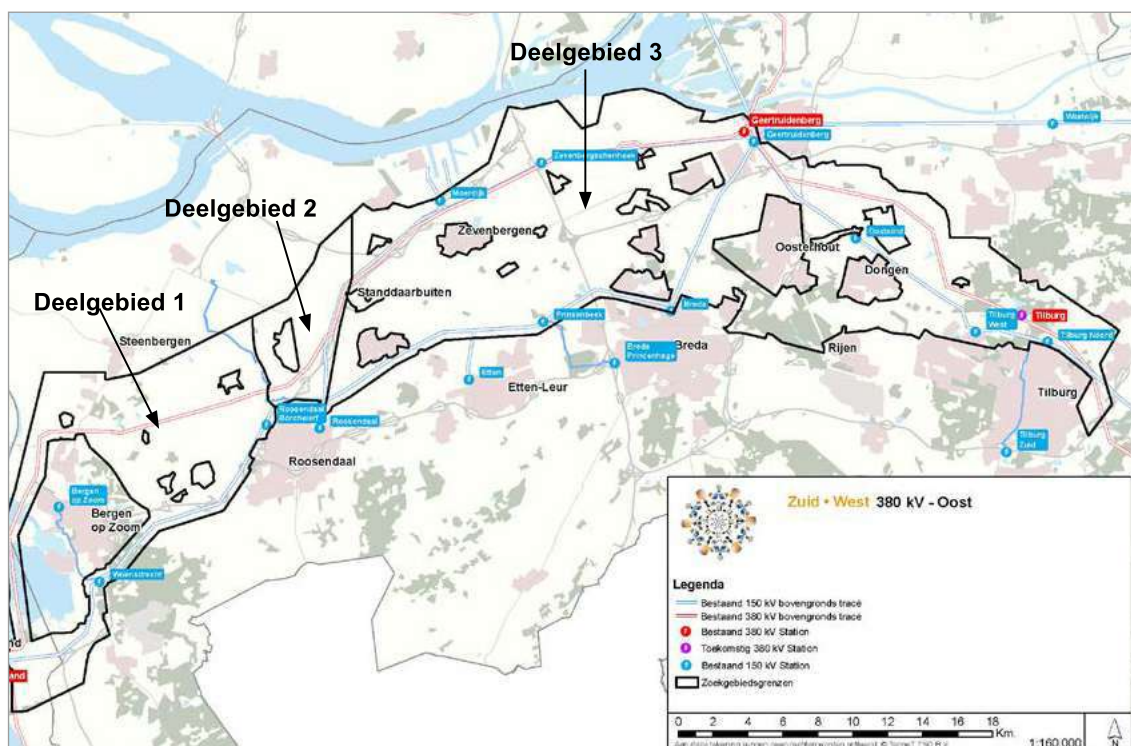 Deelgebied 3
Geertruidenberg
Geertruidenberg
Waalwijk
Zevenbergschenhoek
Moerdijk
Deelgebied 2
Zevenbergen
Oosterhout
Oosteind
Dongen
Deelgebied 1
Standdaarbuiten
Steenbergen
Prinsenbeek
Breda
Tilburg
Tilburg
West
Tilburg Noord
Breda
Princenhage
Breda
Rijen
Etten
Etten-Leur
Tilburg
Roosendaal
Borchwerf
Roosendaal
Tilburg
Zuid
Roosendaal
Bergen
op Zoom
Bergen
op Zoom
Woensdrecht
nd
and
Zuid • West 380 kV - Oost
Legenda
Bestaand 150 kV bovengronds tracé
Bestaand 380 kV bovengronds tracé
Bestaand 380 kV Station
Toekomstig 380 kV Station
Bestaand 150 kV Station
Zoekgebiedsgrenzen
0 2 4 6 8 10 12 14 16 18
Km.
1:160.000
N